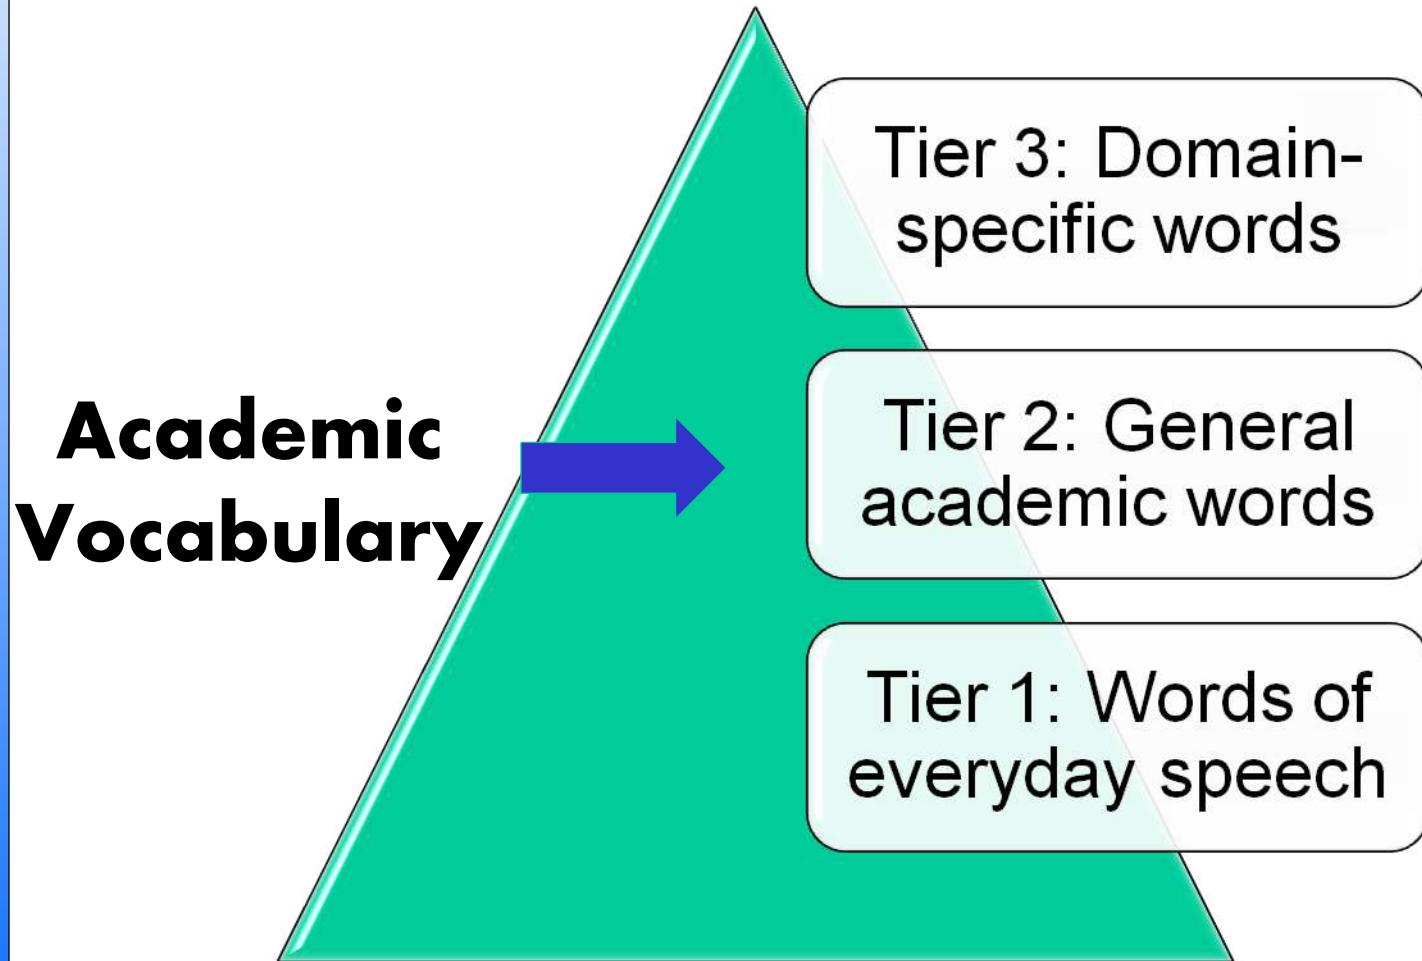 Academic
Vocabulary
Tier 3: Domain-
specific words
Tier 2: General
academic words
Tier 1: Words of
everyday speech